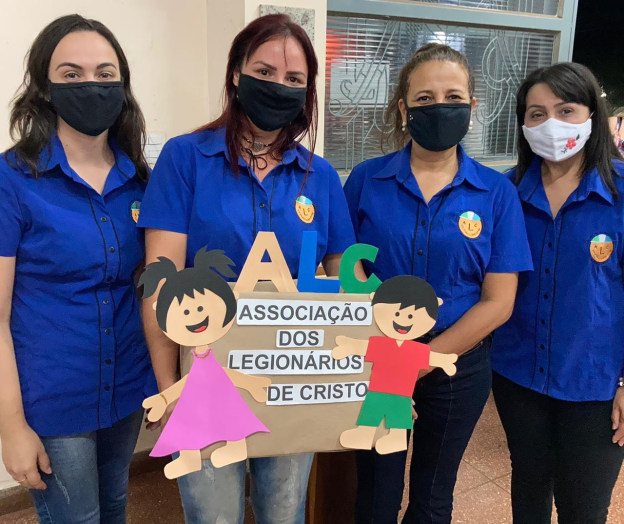 ALC
ASSOCIAÇÃO
DOS
LEGIONÁRIOS
DE CRISTO